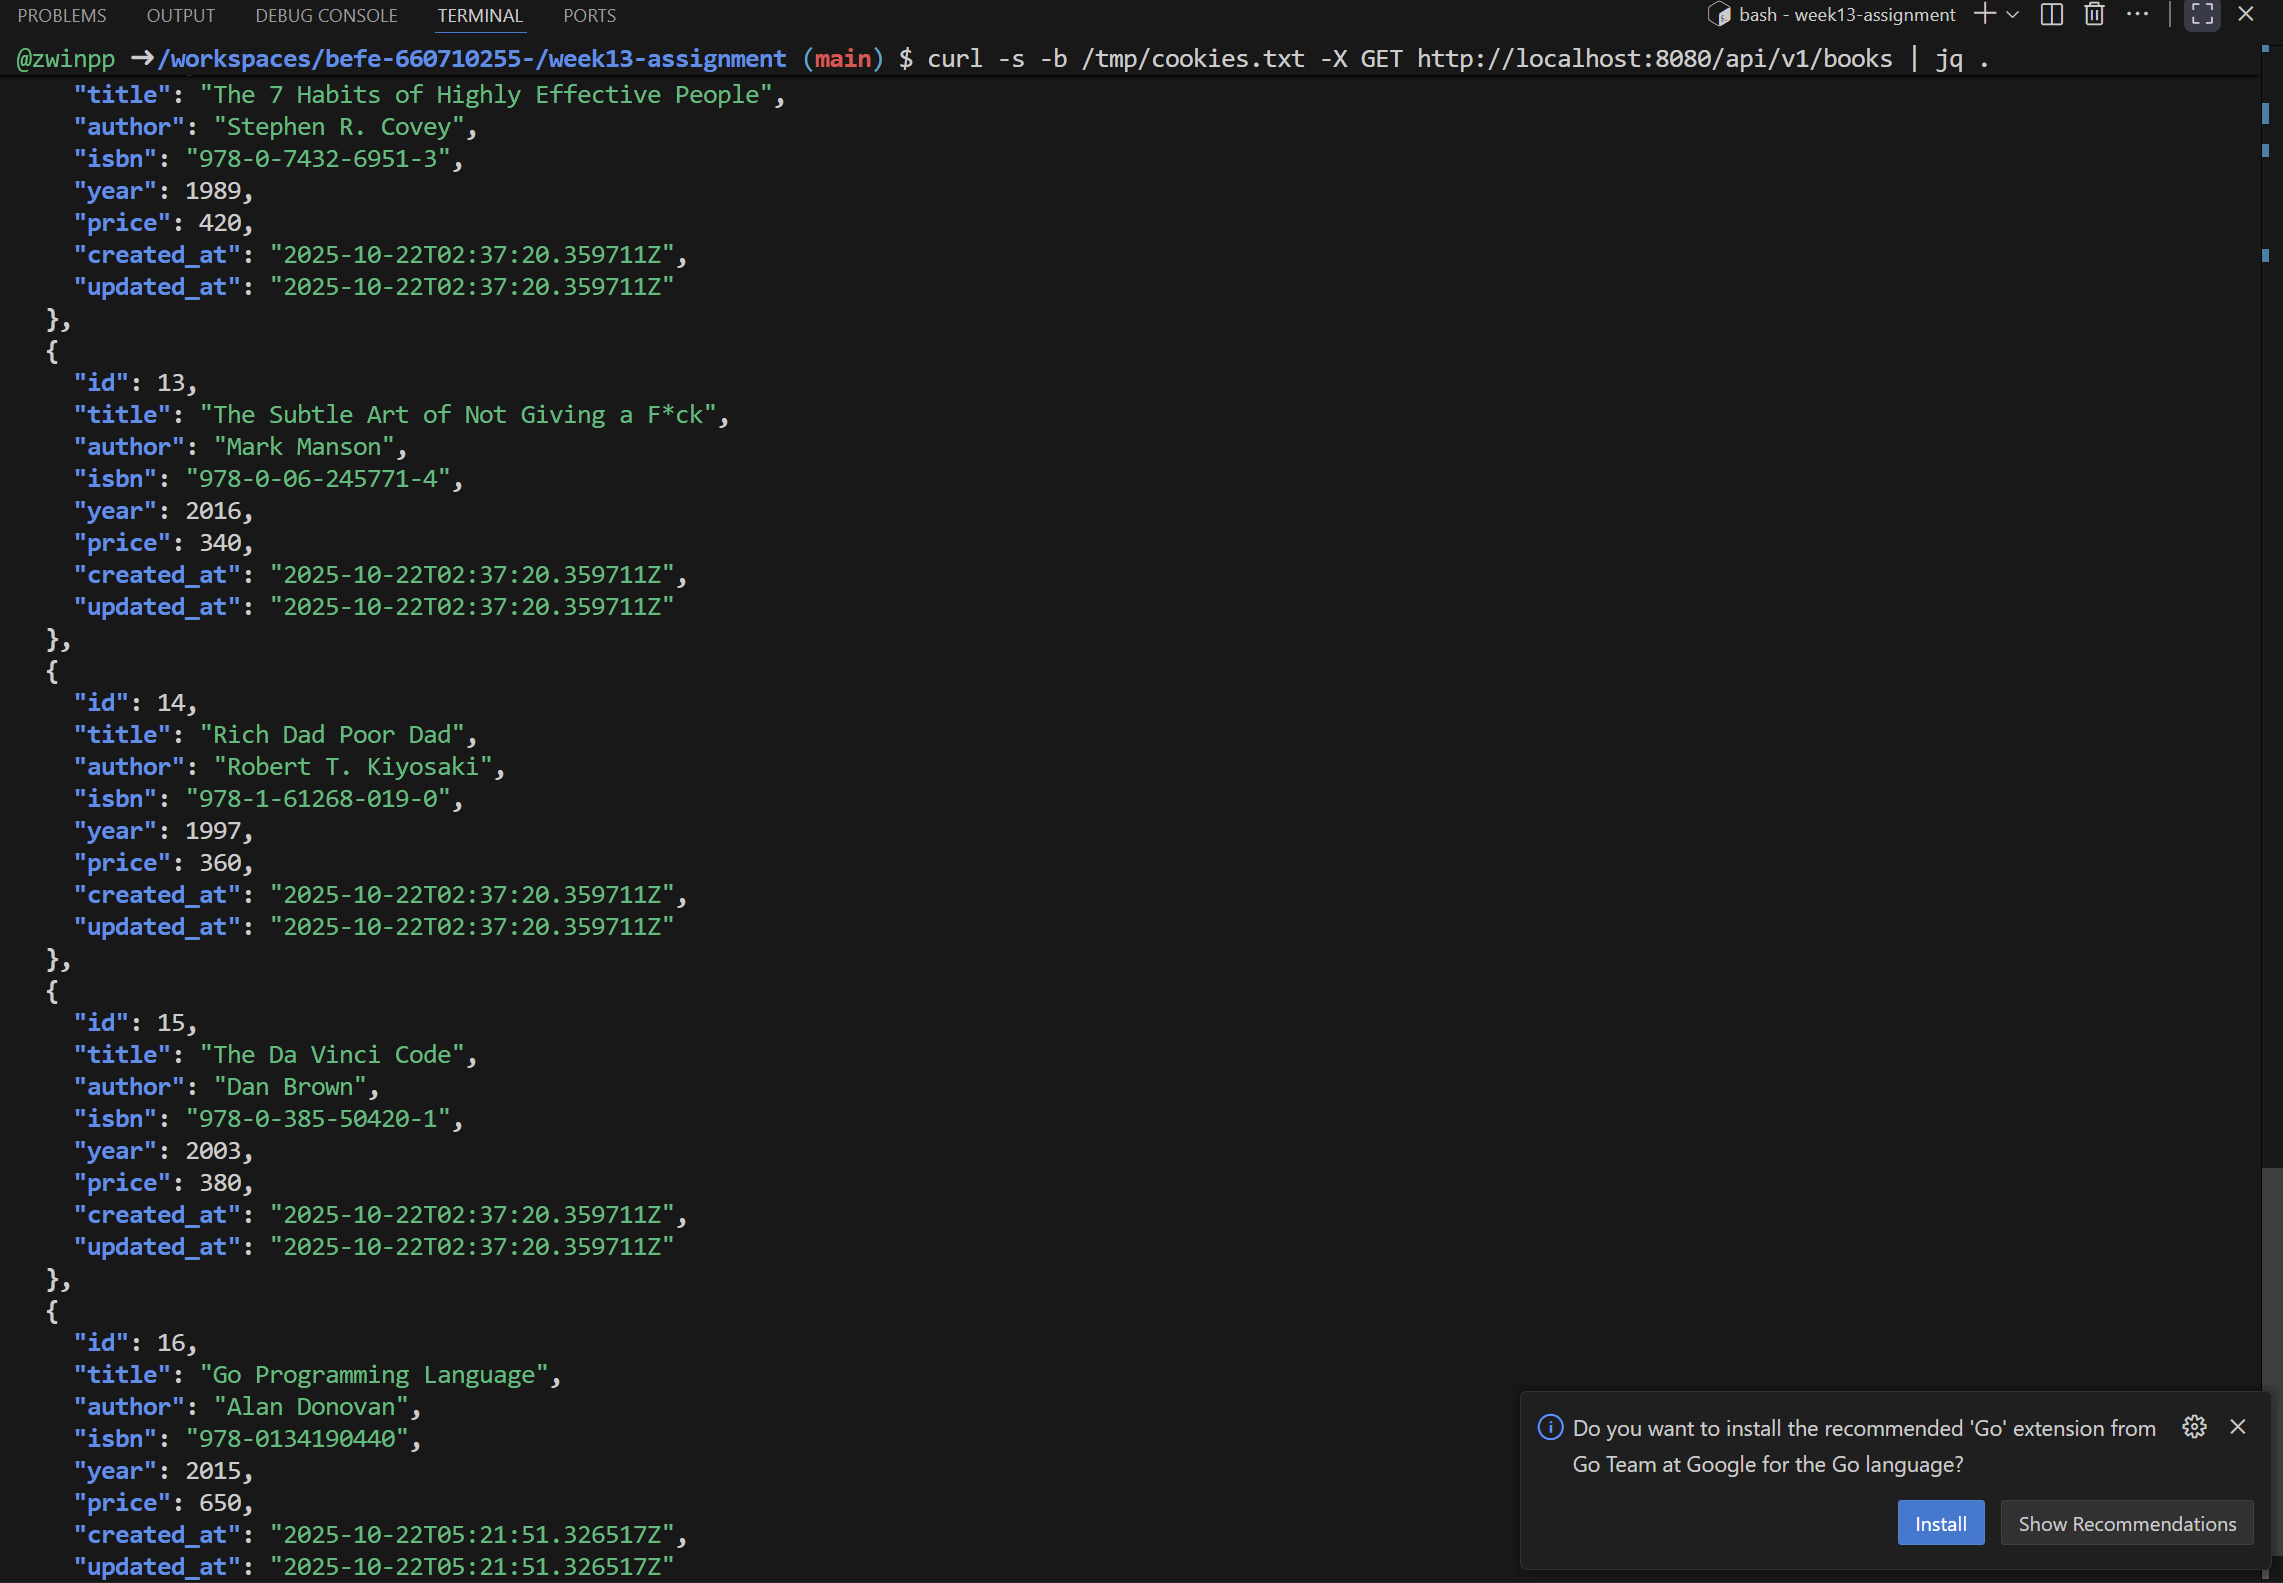 PROBLEMS OUTPUT DEBUG CONSOLE TERMINAL PORTS bash - week13-assignment
@zwinpp ➜/workspaces/befe-660710255-/week13-assignment (main) $ curl -s -b /tmp/cookies.txt -X GET http://localhost:8080/api/v1/books | jq .
"title": "The 7 Habits of Highly Effective People",
"author": "Stephen R. Covey",
"isbn": "978-0-7432-6951-3",
"year": 1989,
"price": 420,
"created_at": "2025-10-22T02:37:20.359711Z",
"updated_at": "2025-10-22T02:37:20.359711Z"
},
{
"id": 13,
"title": "The Subtle Art of Not Giving a F*ck",
"author": "Mark Manson",
"isbn": "978-0-06-245771-4",
"year": 2016,
"price": 340,
"created_at": "2025-10-22T02:37:20.359711Z",
"updated_at": "2025-10-22T02:37:20.359711Z"
},
{
"id": 14,
"title": "Rich Dad Poor Dad",
"author": "Robert T. Kiyosaki",
"isbn": "978-1-61268-019-0",
"year": 1997,
"price": 360,
"created_at": "2025-10-22T02:37:20.359711Z",
"updated_at": "2025-10-22T02:37:20.359711Z"
},
{
"id": 15,
"title": "The Da Vinci Code",
"author": "Dan Brown",
"isbn": "978-0-385-50420-1",
"year": 2003,
"price": 380,
"created_at": "2025-10-22T02:37:20.359711Z",
"updated_at": "2025-10-22T02:37:20.359711Z"
},
{
"id": 16,
"title": "Go Programming Language",
"author": "Alan Donovan",
"isbn": "978-0134190440",
"year": 2015,
"price": 650,
"created_at": "2025-10-22T05:21:51.326517Z",
"updated_at": "2025-10-22T05:21:51.326517Z"
Do you want to install the recommended 'Go' extension from
Go Team at Google for the Go language?
Install Show Recommendations